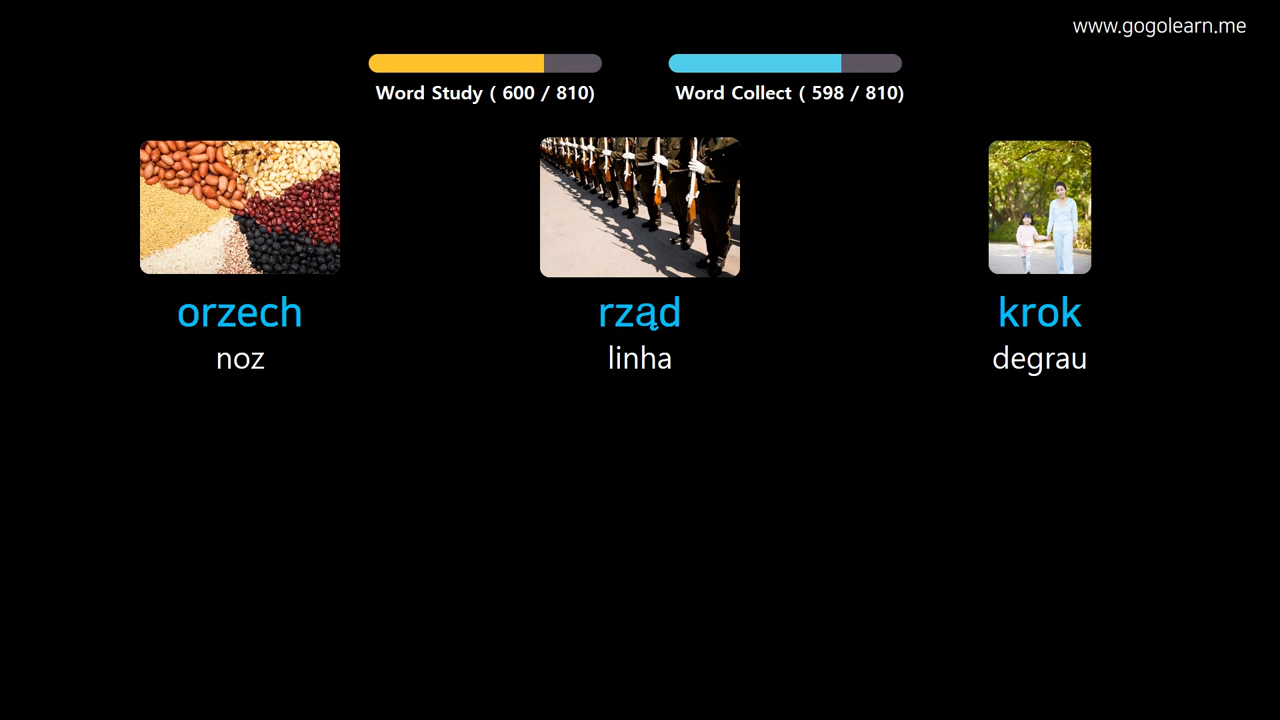 www.gogolearn.me
Word Study ( 600 / 810)
Word Collect ( 598 / 810)
orzech
noz
rząd
linha
krok
degrau